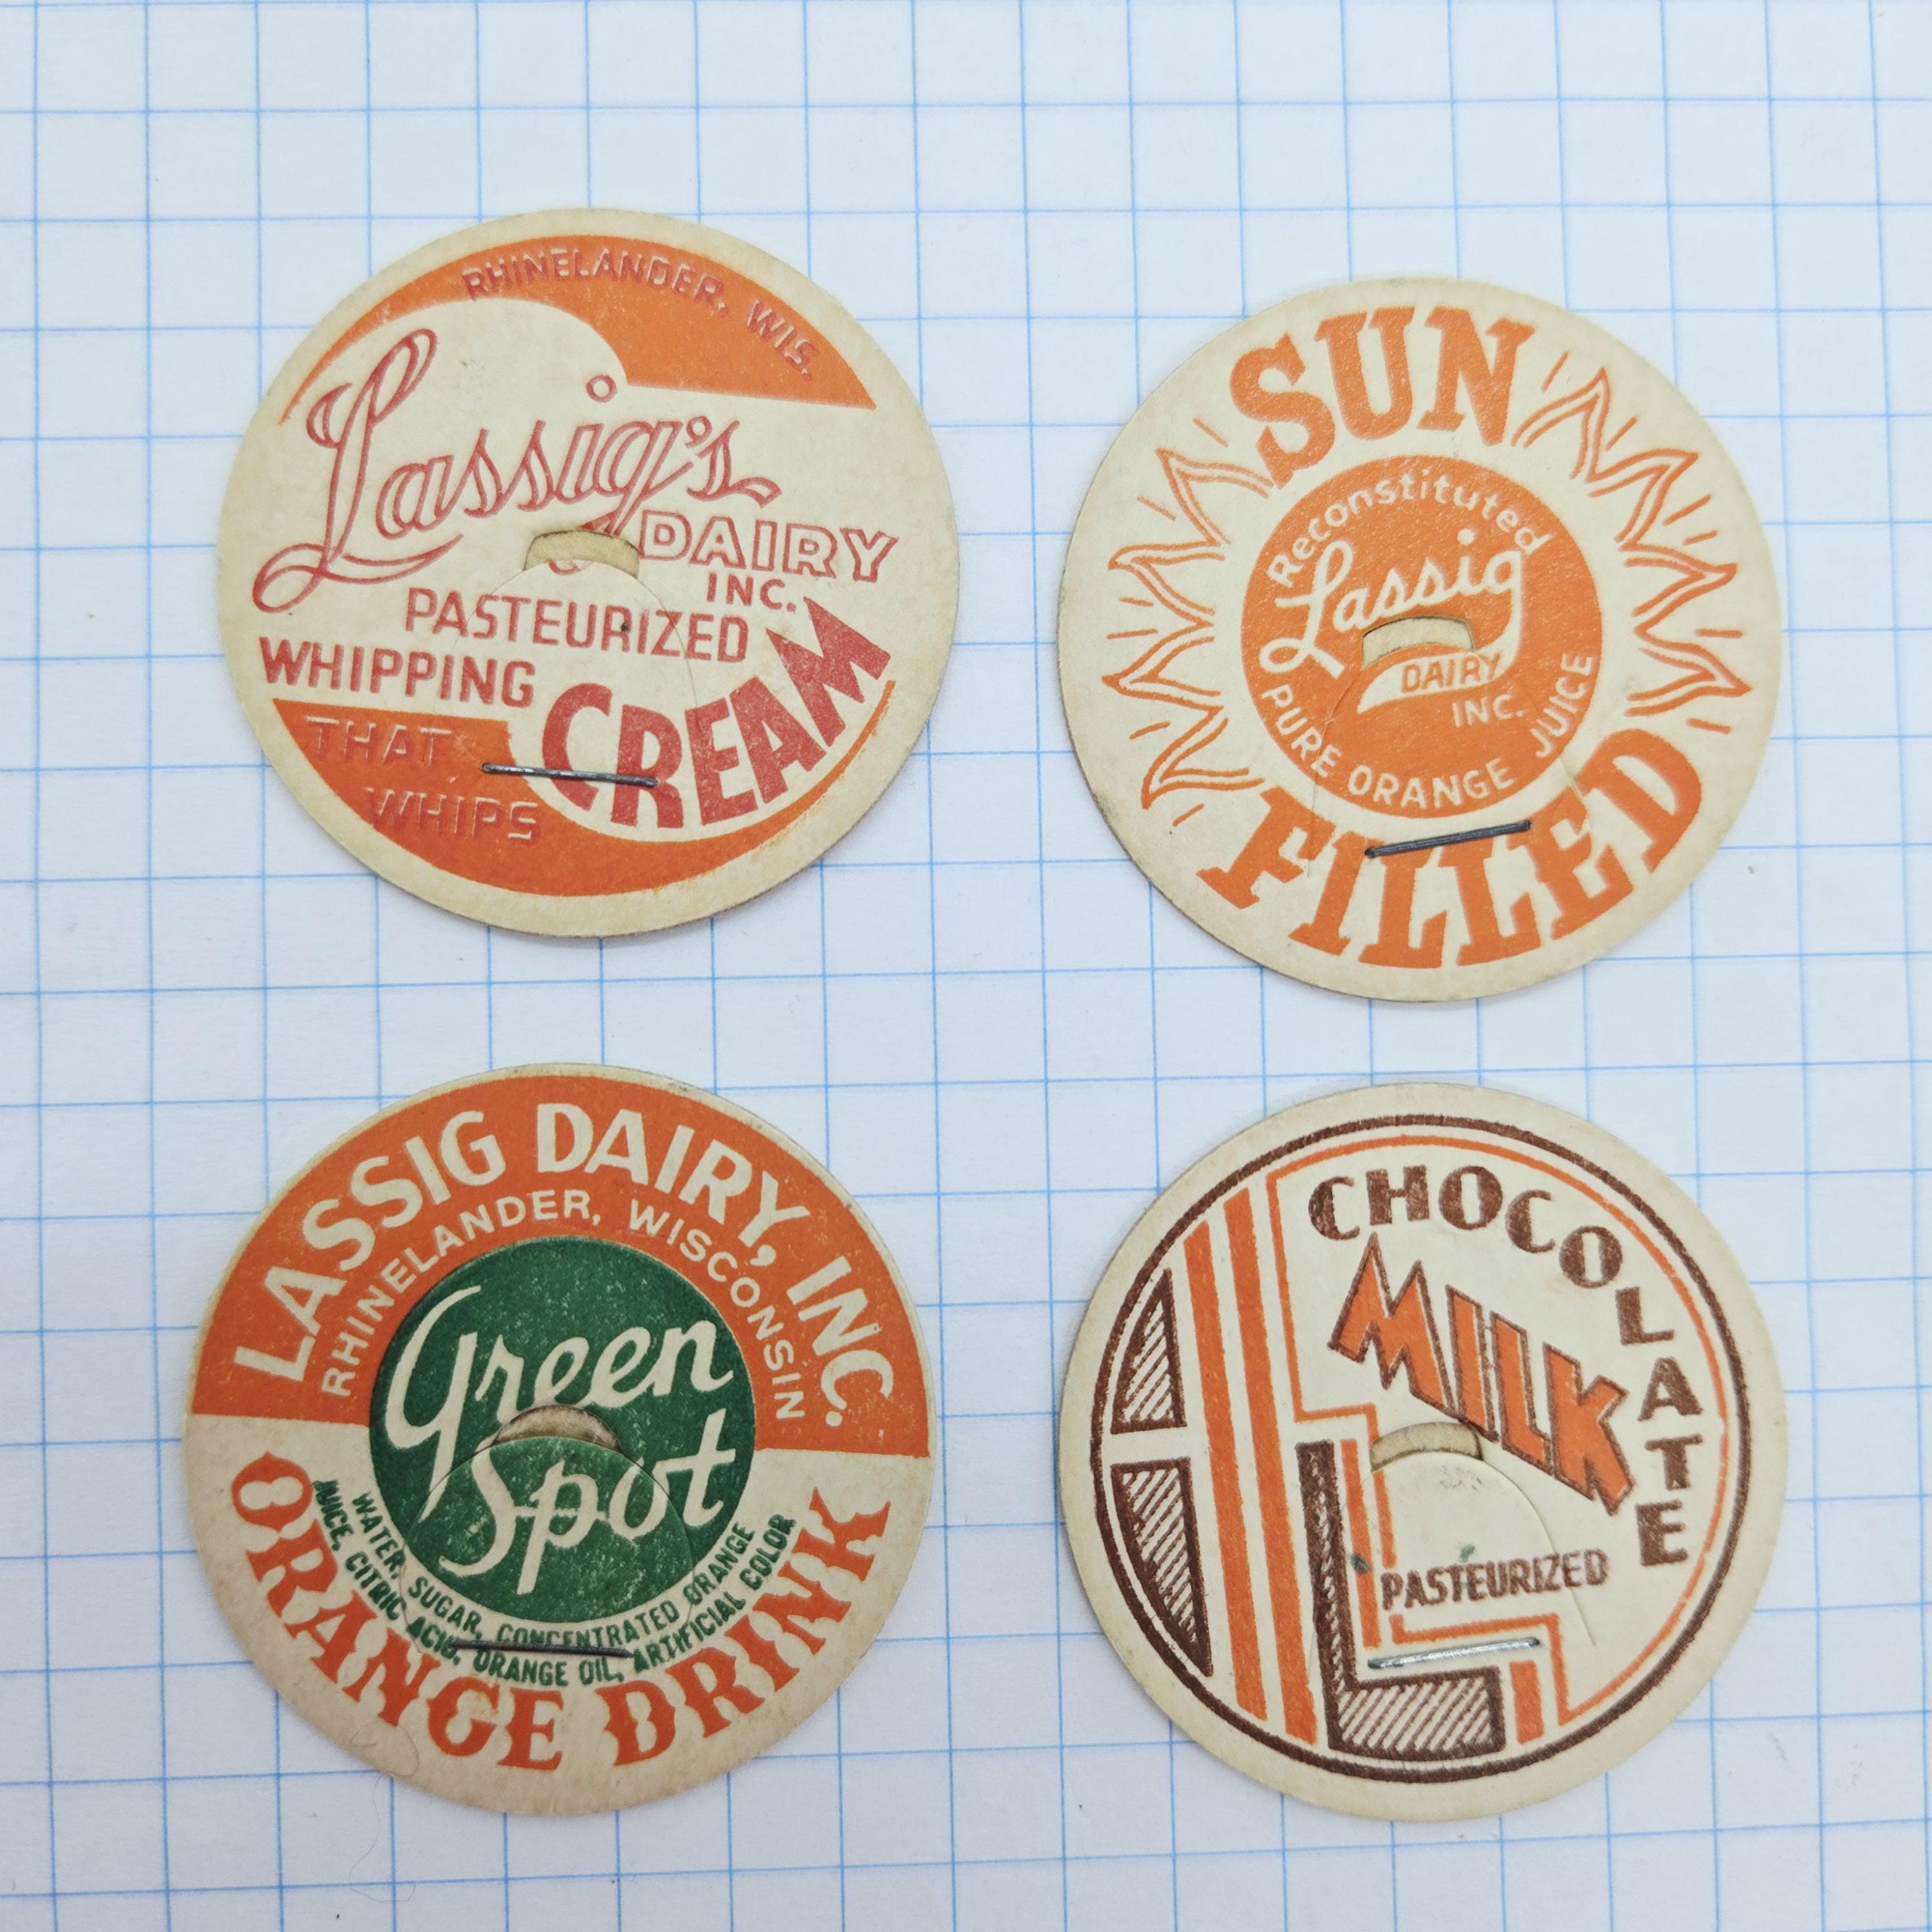 RHINELANDER, WIS.
Lassig's
DAIRY
INC.
PASTEURIZED
WHIPPING
CREAM
THAT
WHIPS
SUN
Reconstituted
Lassig
DAIRY
INC.
PURE ORANGE JUICE
FILLED
LASSIG DAIRY, INC.
RHINELANDER, WISCONSIN
Green
Spot
WATER, SUGAR, CONCENTRATED ORANGE
JUICE, CITRIC ACID, ORANGE OIL, ARTIFICIAL COLOR
ORANGE DRINK
CHOCOLATE
MILK
L
PASTEURIZED